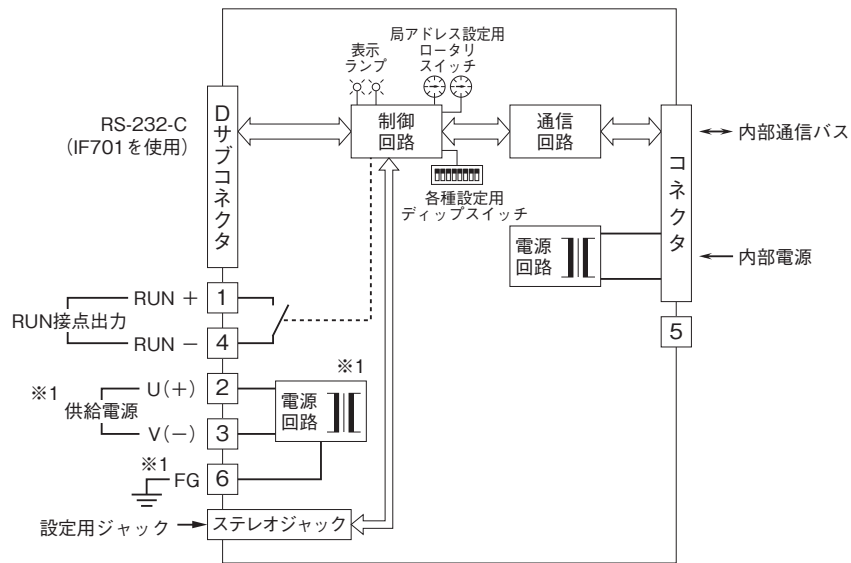 局アドレス設定用
ロータリ
スイッチ
表示
ランプ
RS-232-C
(IF701を使用)
Dサブコネクタ
制御
回路
通信
回路
コネクタ
内部通信バス
各種設定用
ディップスイッチ
電源
回路
内部電源
RUN +
1
RUN接点出力
RUN −
4
5
※1
U(+)
2
※1
供給電源
電源
回路
V(−)
3
※1
FG
6
設定用ジャック
ステレオジャック